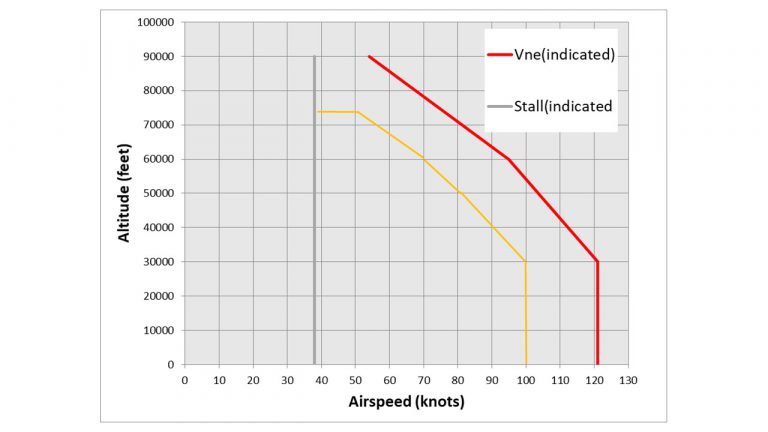 100000
90000
80000
70000
60000
50000
40000
30000
20000
10000
0
Altitude (feet)
Vne(indicated)
Stall(indicated
0 10 20 30 40 50 60 70 80 90 100 110 120 130
Airspeed (knots)